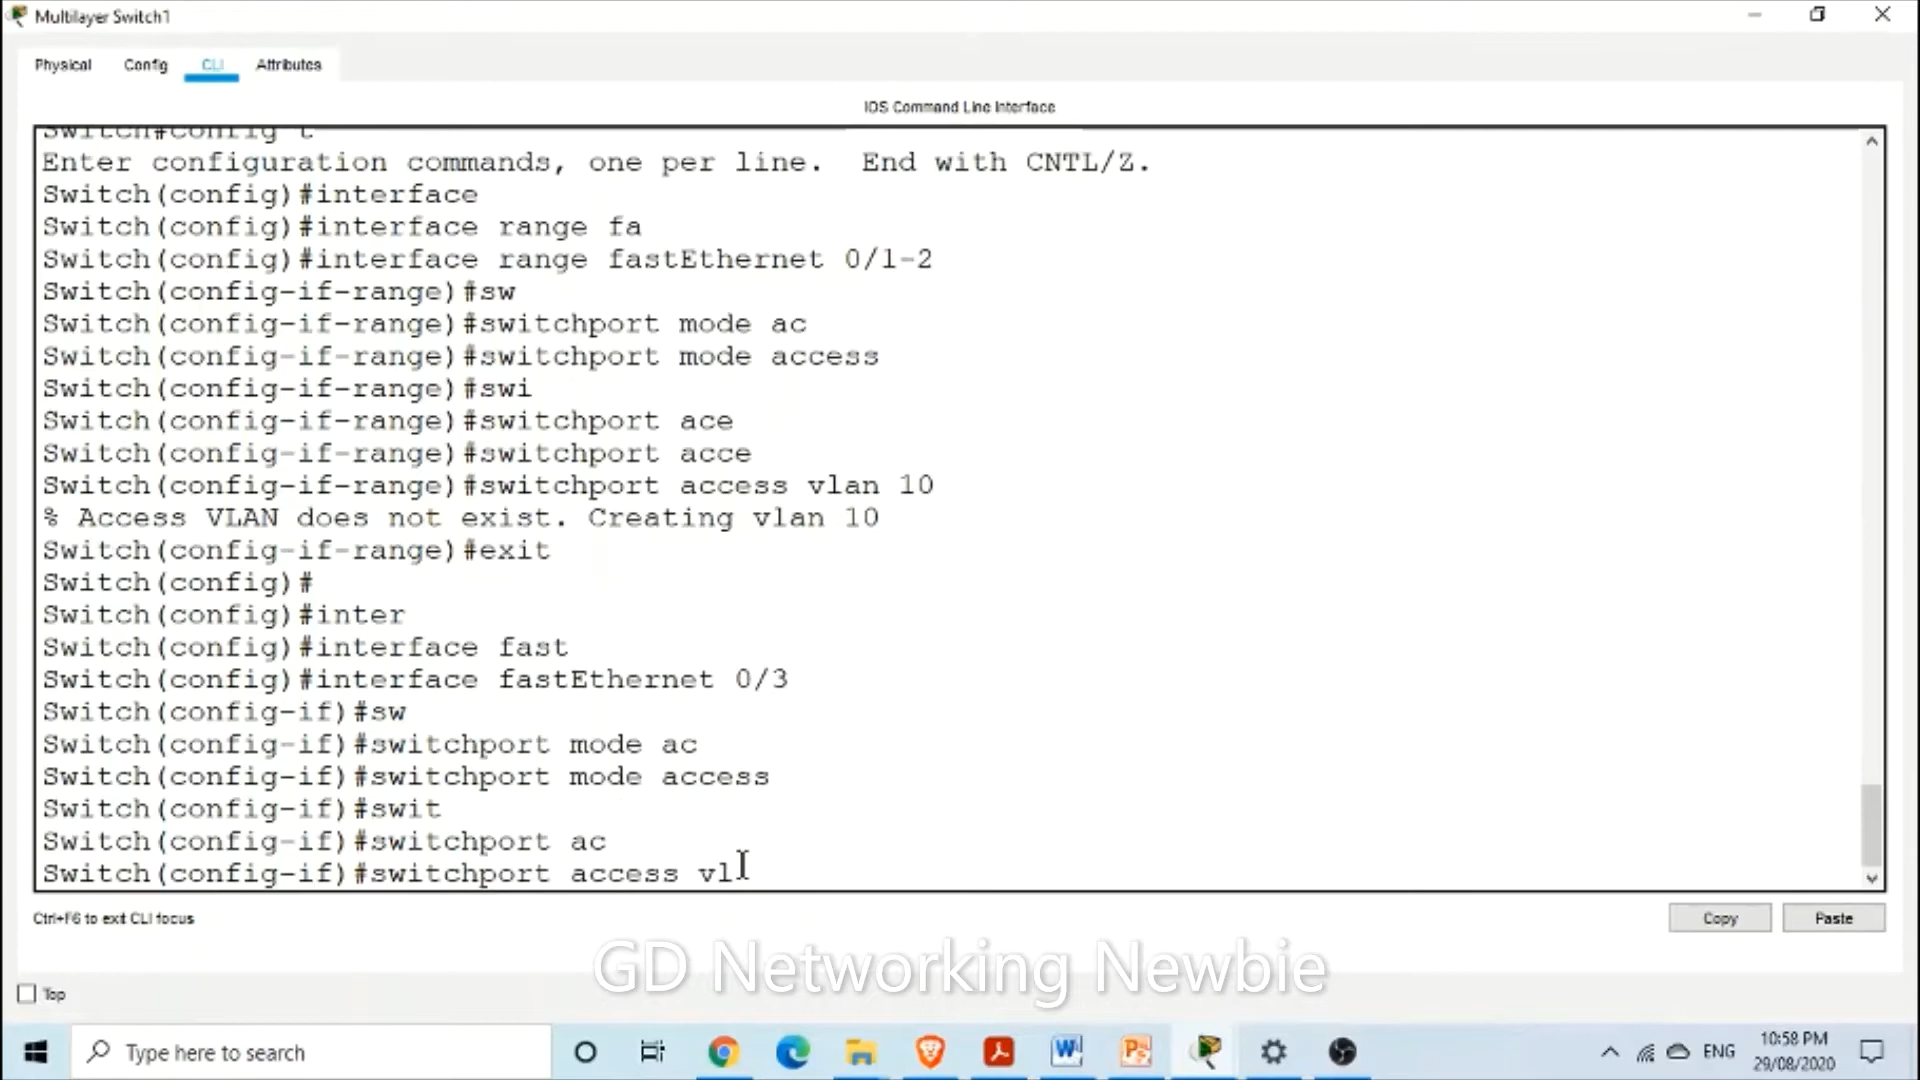 Multilayer Switch1
Physical Config CLI Attributes
IOS Command Line Interface
Switch#config t
Enter configuration commands, one per line.  End with CNTL/Z.
Switch(config)#interface
Switch(config)#interface range fa
Switch(config)#interface range fastEthernet 0/1-2
Switch(config-if-range)#sw
Switch(config-if-range)#switchport mode ac
Switch(config-if-range)#switchport mode access
Switch(config-if-range)#swi
Switch(config-if-range)#switchport ace
Switch(config-if-range)#switchport acce
Switch(config-if-range)#switchport access vlan 10
% Access VLAN does not exist. Creating vlan 10
Switch(config-if-range)#exit
Switch(config)#
Switch(config)#inter
Switch(config)#interface fast
Switch(config)#interface fastEthernet 0/3
Switch(config-if)#sw
Switch(config-if)#switchport mode ac
Switch(config-if)#switchport mode access
Switch(config-if)#swit
Switch(config-if)#switchport ac
Switch(config-if)#switchport access vl
Ctrl+F6 to exit CLI focus
Copy Paste
GD Networking Newbie
Top
Type here to search
ENG
10:58 PM
29/08/2020